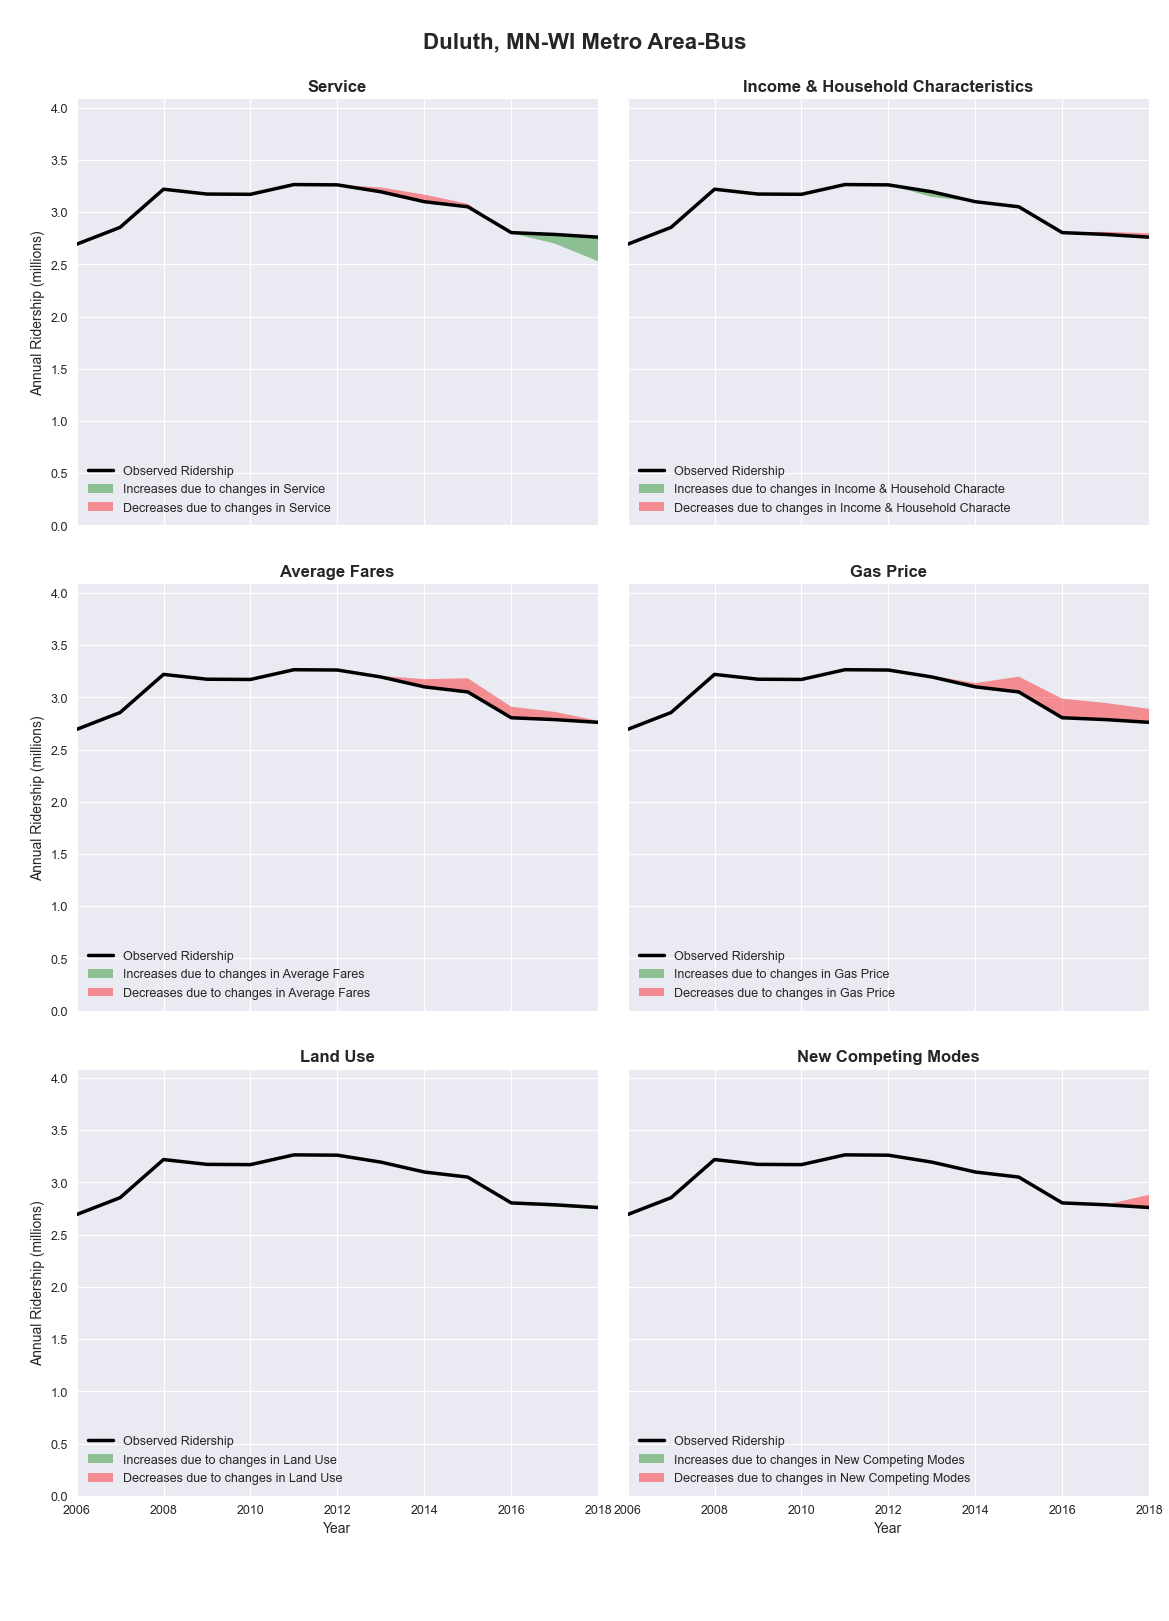 Duluth, MN-WI Metro Area-Bus
Service
4.0
3.5
3.0
2.5
2.0
1.5
1.0
0.5
0.0
Annual Ridership (millions)
Observed Ridership
Increases due to changes in Service
Decreases due to changes in Service
Income & Household Characteristics
Observed Ridership
Increases due to changes in Income & Household Characte
Decreases due to changes in Income & Household Characte
Average Fares
4.0
3.5
3.0
2.5
2.0
1.5
1.0
0.5
0.0
Annual Ridership (millions)
Observed Ridership
Increases due to changes in Average Fares
Decreases due to changes in Average Fares
Gas Price
Observed Ridership
Increases due to changes in Gas Price
Decreases due to changes in Gas Price
Land Use
4.0
3.5
3.0
2.5
2.0
1.5
1.0
0.5
0.0
Annual Ridership (millions)
Observed Ridership
Increases due to changes in Land Use
Decreases due to changes in Land Use
2006 2008 2010 2012 2014 2016 2018
Year
New Competing Modes
Observed Ridership
Increases due to changes in New Competing Modes
Decreases due to changes in New Competing Modes
2006 2008 2010 2012 2014 2016 2018
Year